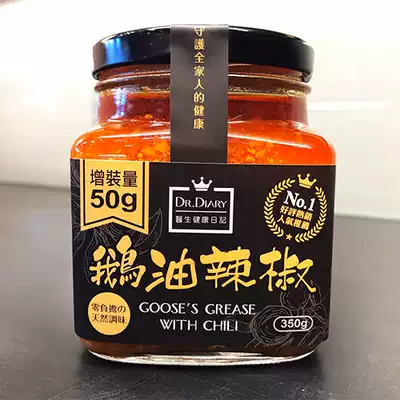 守護全家人的健康
增裝量
50g
DR.DIARY
醫生健康日記
No.1
好評熱銷
人氣推薦
鵝油辣椒
零負擔の
天然調味
GOOSE'S GREASE
WITH CHILI
350g